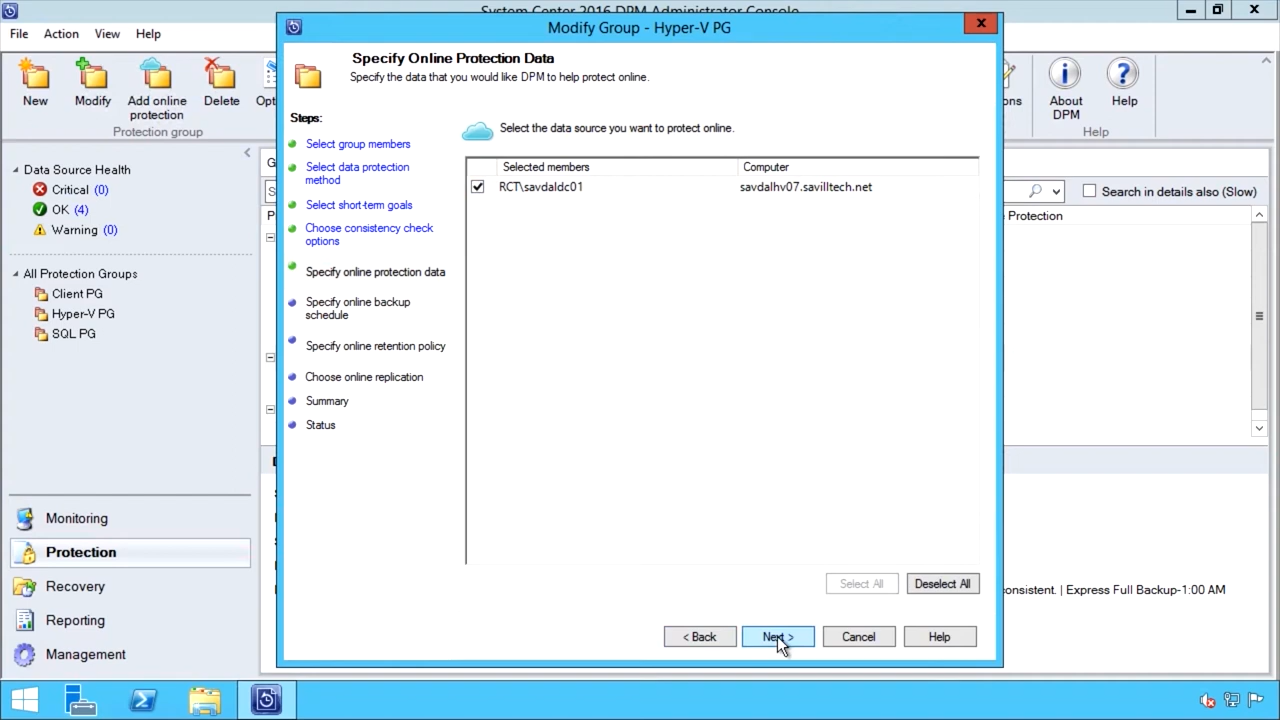 System Center 2016 DPM Administrator Console
Modify Group - Hyper-V PG
File Action View Help
New
Modify
Add online
protection
Delete
Protection group
About
DPM
Help
Help
Specify Online Protection Data
Specify the data that you would like DPM to help protect online.
Steps:
Select group members
Select data protection
method
Select short-term goals
Choose consistency check
options
Specify online protection data
Specify online backup
schedule
Specify online retention policy
Choose online replication
Summary
Status
Select the data source you want to protect online.
Selected members Computer
RCT\savdaldc01 savdalhv07.savilltech.net
Select All
Deselect All
< Back
Next >
Cancel
Help
Data Source Health
Critical (0)
OK (4)
Warning (0)
All Protection Groups
Client PG
Hyper-V PG
SQL PG
Monitoring
Protection
Recovery
Reporting
Management
Search in details also (Slow)
Protection
onsistent. | Express Full Backup-1:00 AM